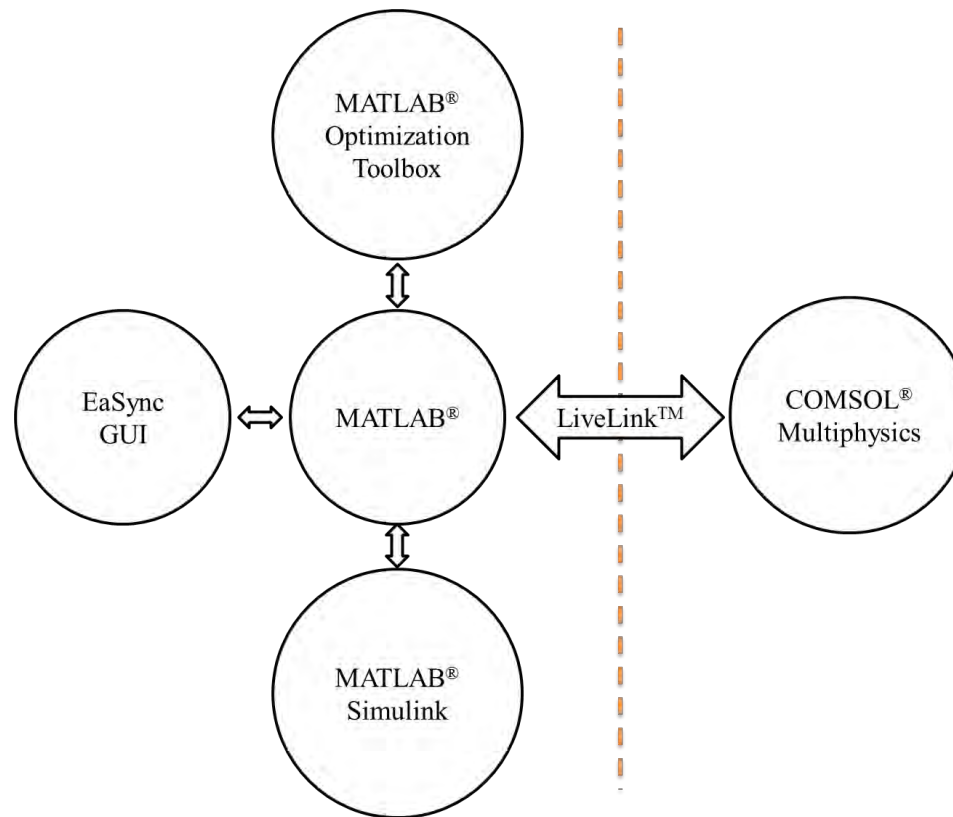 MATLAB®
Optimization
Toolbox
EaSync
GUI
MATLAB®
LiveLink™
COMSOL®
Multiphysics
MATLAB®
Simulink